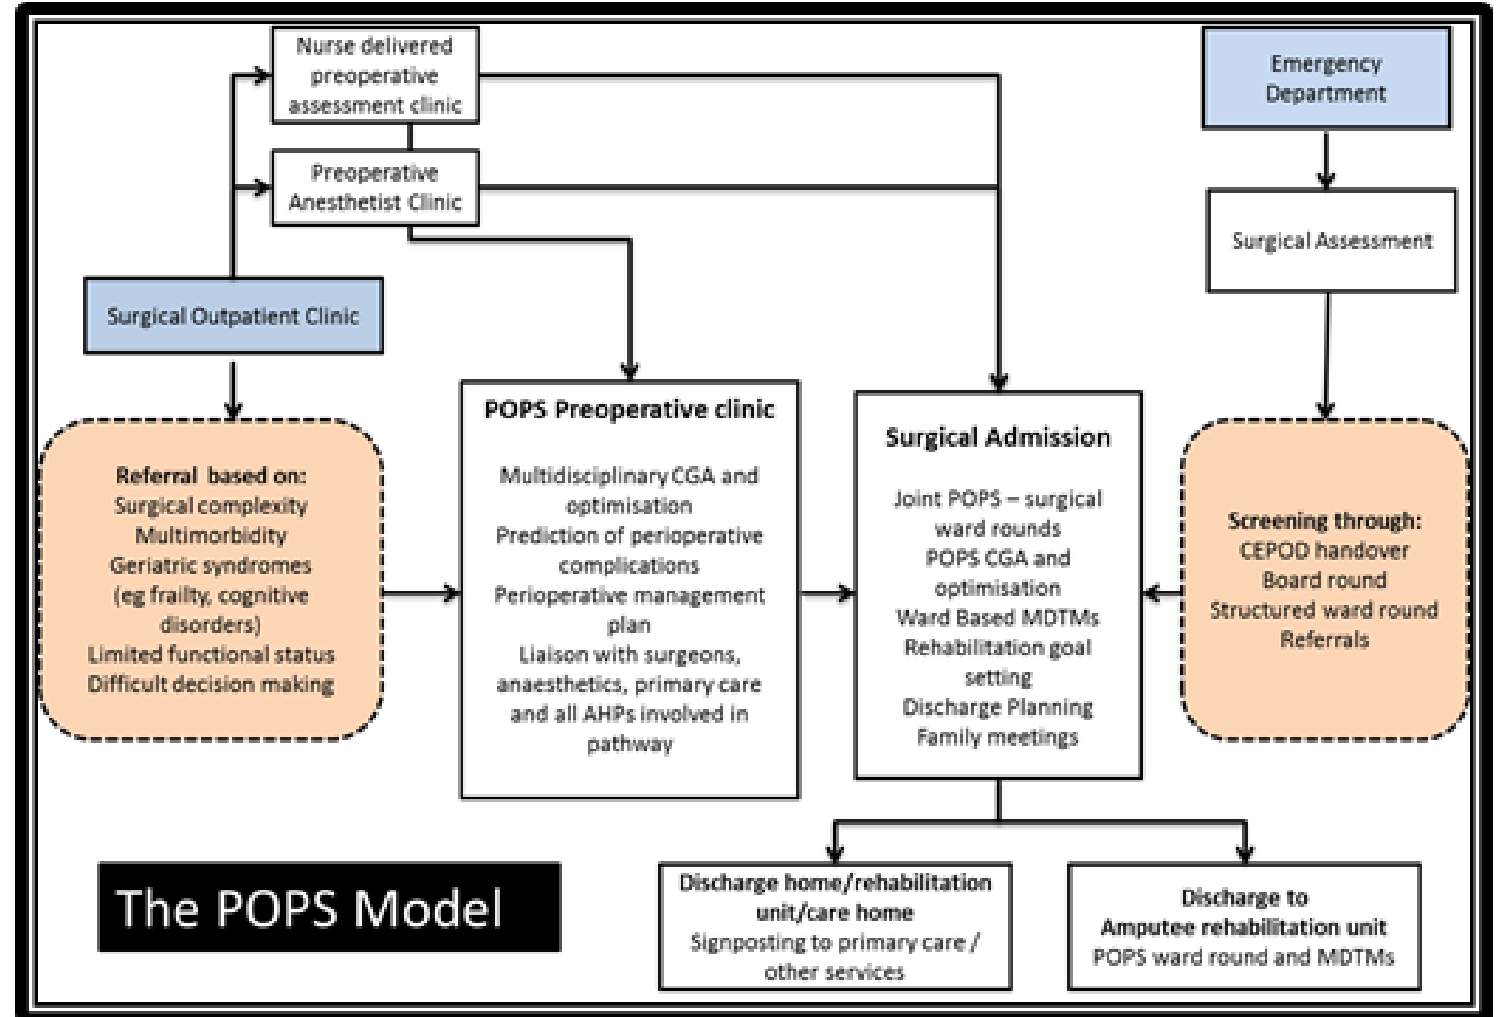 Nurse delivered
preoperative
assessment clinic
Preoperative
Anesthetist Clinic
Surgical Outpatient Clinic
Emergency
Department
Surgical Assessment
Referral based on:
Surgical complexity
Multimorbidity
Geriatric syndromes
(eg frailty, cognitive
disorders)
Limited functional status
Difficult decision making
POPS Preoperative clinic
Multidisciplinary CGA and
optimisation
Prediction of perioperative
complications
Perioperative management
plan
Liaison with surgeons,
anaesthetics, primary care
and all AHPs involved in
pathway
Surgical Admission
Joint POPS – surgical
ward rounds
POPS CGA and
optimisation
Ward Based MDTMs
Rehabilitation goal
setting
Discharge Planning
Family meetings
Screening through:
CEPOD handover
Board round
Structured ward round
Referrals
The POPS Model
Discharge home/rehabilitation
unit/care home
Signposting to primary care /
other services
Discharge to
Amputee rehabilitation unit
POPS ward round and MDTMs